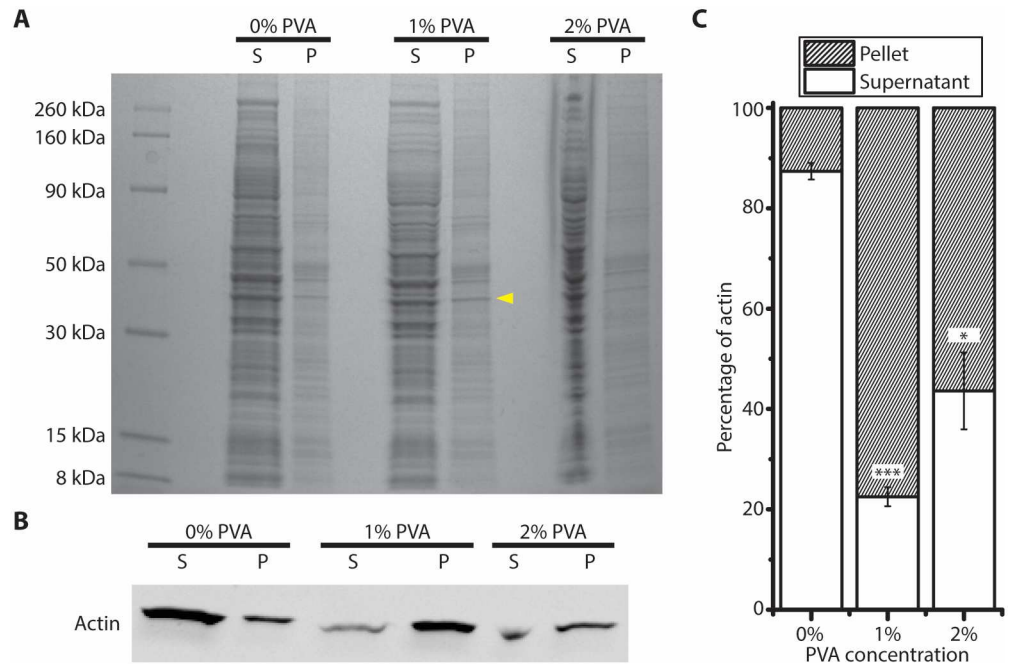 A
0% PVA 1% PVA 2% PVA
S P S P S P
260 kDa
160 kDa
90 kDa
50 kDa
30 kDa
15 kDa
8 kDa
B
0% PVA 1% PVA 2% PVA
S P S P S P
Actin
C
Pellet
Supernatant
100
80
60
40
20
0
Percentage of actin
***
*
0% 1% 2%
PVA concentration